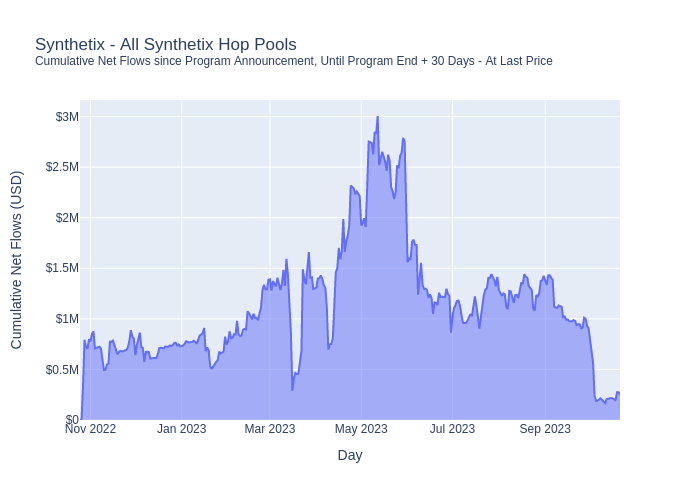 Synthetix - All Synthetix Hop Pools
Cumulative Net Flows since Program Announcement, Until Program End + 30 Days - At Last Price
Cumulative Net Flows (USD)
$3M
$2.5M
$2M
$1.5M
$1M
$0.5M
$0
Nov 2022 Jan 2023 Mar 2023 May 2023 Jul 2023 Sep 2023
Day